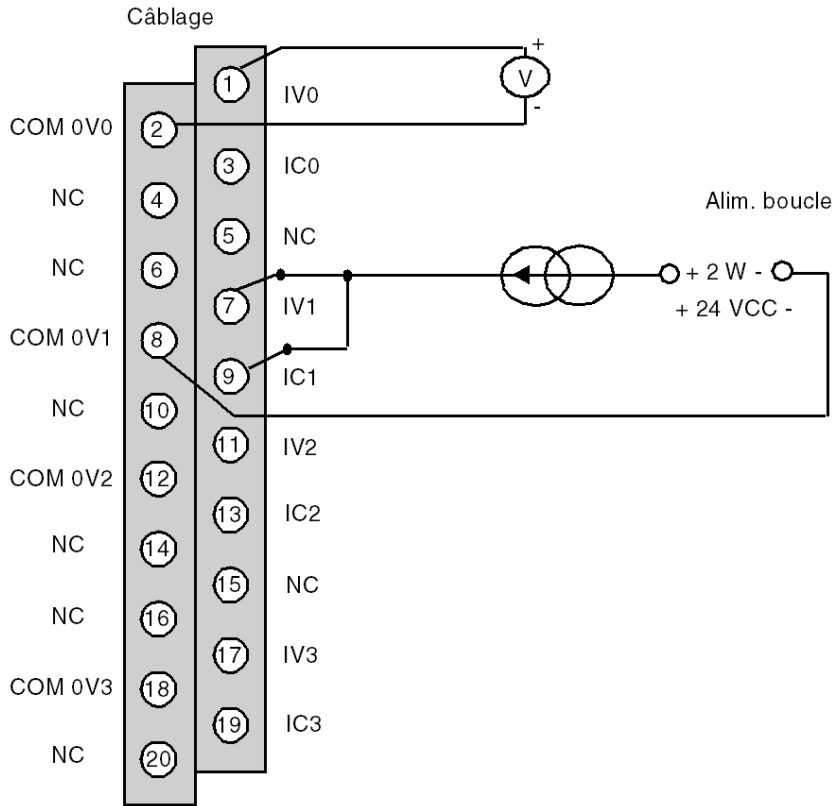 Câblage
+
1
V
IV0
-
COM 0V0
2
3
IC0
NC
4
Alim. boucle
5
NC
NC
6
+ 2 W -
7
IV1
+ 24 VCC -
COM 0V1
8
9
IC1
NC
10
11
IV2
COM 0V2
12
13
IC2
NC
14
15
NC
NC
16
17
IV3
COM 0V3
18
19
IC3
NC
20